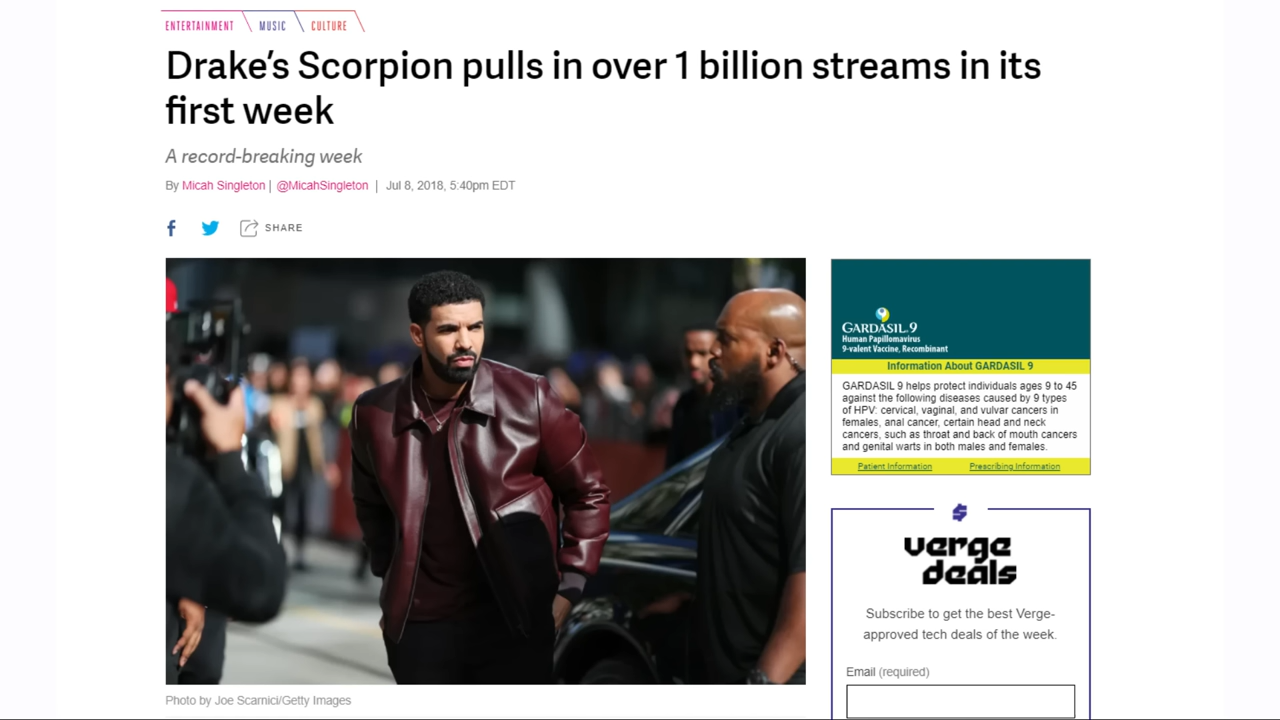 ENTERTAINMENT MUSIC CULTURE
Drake's Scorpion pulls in over 1 billion streams in its
first week
A record-breaking week
By Micah Singleton | @MicahSingleton | Jul 8, 2018, 5:40pm EDT
SHARE
GARDASIL 9
Human Papillomavirus
9-valent Vaccine, Recombinant
Information About GARDASIL 9
GARDASIL 9 helps protect individuals ages 9 to 45
against the following diseases caused by 9 types
of HPV: cervical, vaginal, and vulvar cancers in
females, anal cancer, certain head and neck
cancers, such as throat and back of mouth cancers
and genital warts in both males and females.
Patient Information Prescribing Information
verge
deals
Subscribe to get the best Verge-
approved tech deals of the week.
Email (required)
Photo by Joe Scarnici/Getty Images